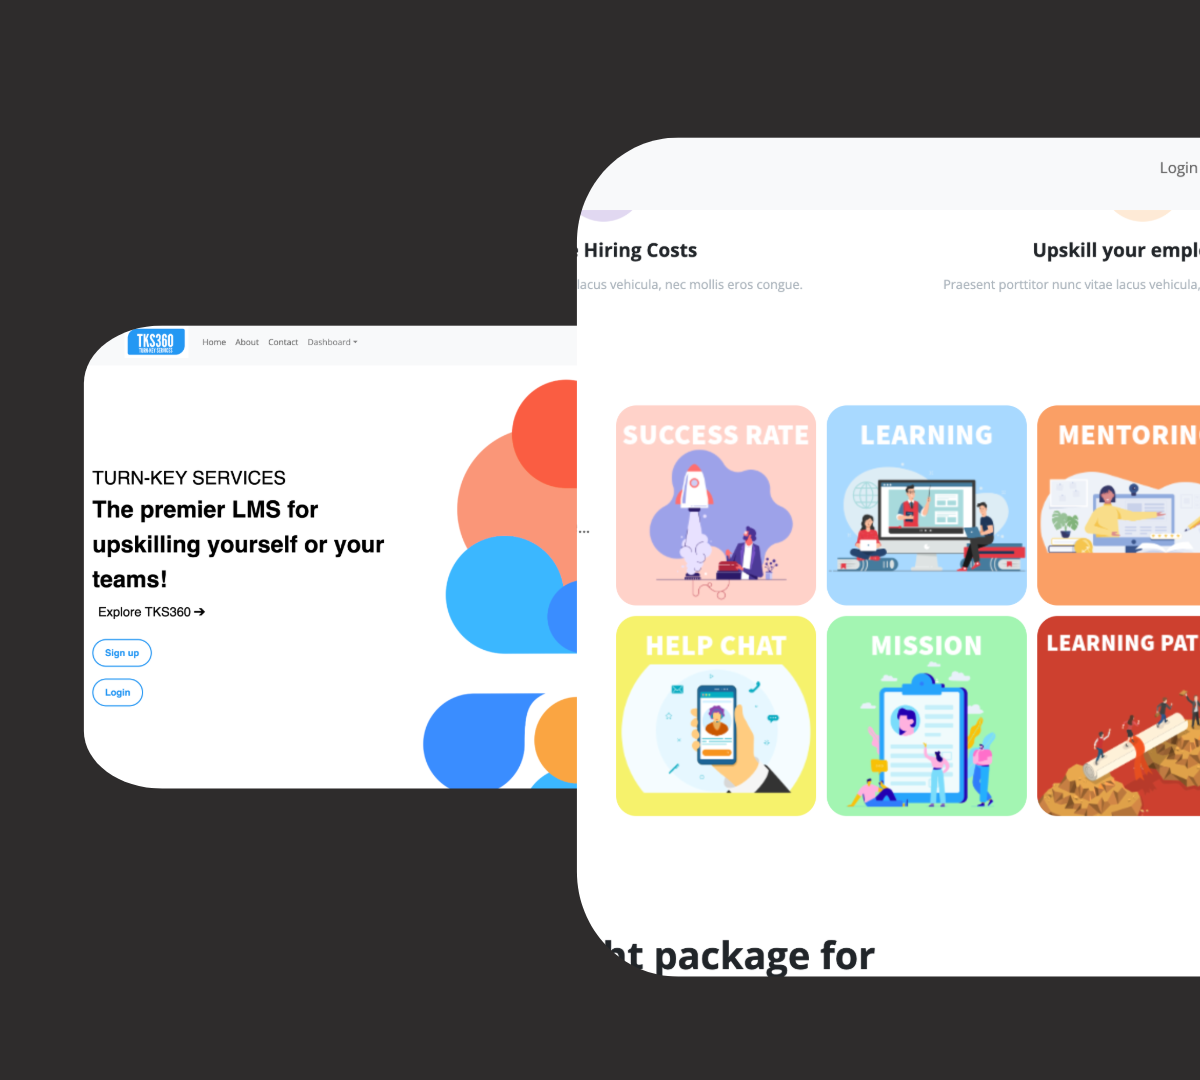 TKS360
TURN-KEY SERVICES
Home About Contact Dashboard
TURN-KEY SERVICES
The premier LMS for
upskilling yourself or your
teams!
Explore TKS360 ➔
Sign up
Login
Login
Hiring Costs
Upskill your empl
lacus vehicula, nec mollis eros congue.
Praesent porttitor nunc vitae lacus vehicula,
SUCCESS RATE
LEARNING
MENTORING
...
HELP CHAT
MISSION
LEARNING PAT
ht package for